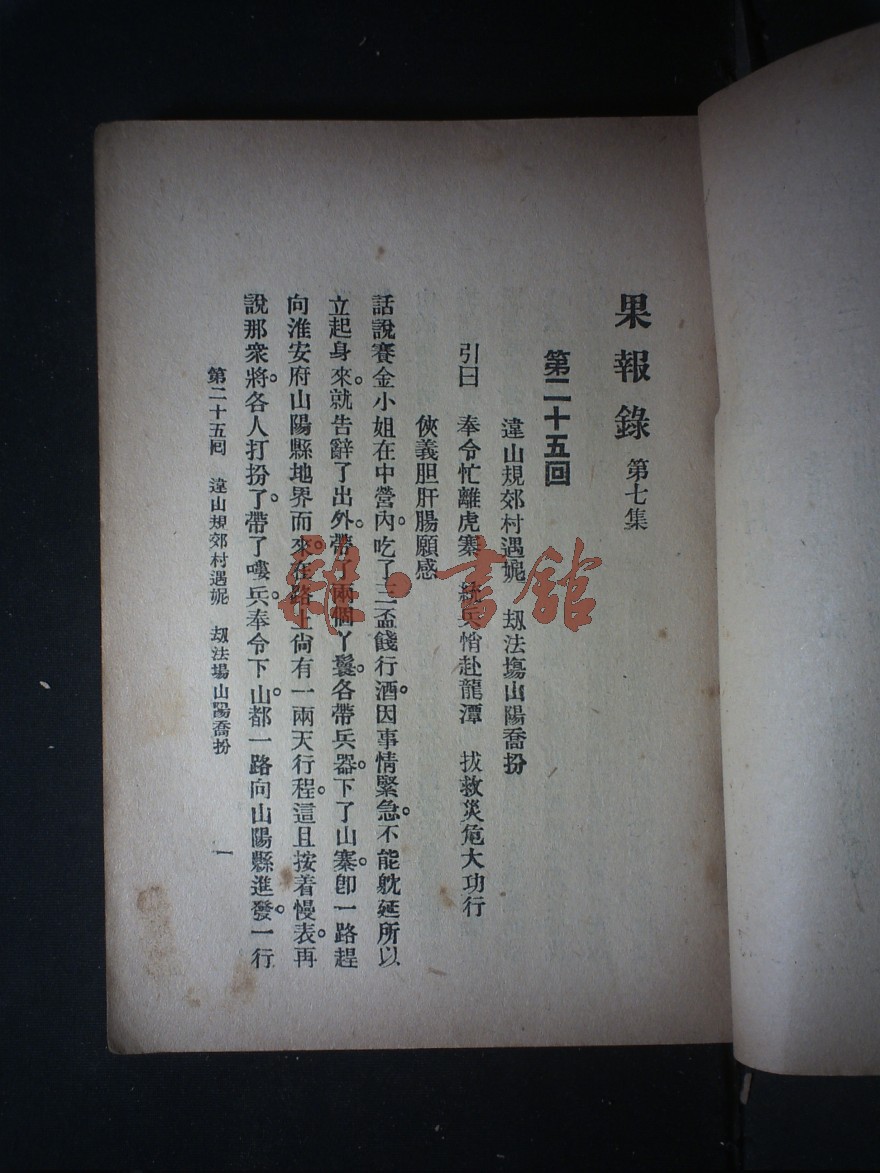 果報錄 第七集
第二十五回
違山規郊村遇妮 刼法塲山陽喬扮
引曰 奉令忙離虎寨 統兵悄赴龍潭 拔救災危大功行
俠義胆肝腸願感
話說賽金小姐在中營內。吃了三盃餞行酒。因事情緊急。不能躭延所以
立起身來。就告辭了出外。帶了兩個丫鬟。各帶兵器。下了山寨。卽一路趕
向淮安府山陽縣地界而來。在路上尙有一兩天行程。這且按着慢表。再
說那衆將。各人打扮了。帶了嘍兵。奉令下山。都一路向山陽縣進發。一行
第二十五囘 違山規郊村遇妮 刼法塲山陽喬扮 一
雜·書館